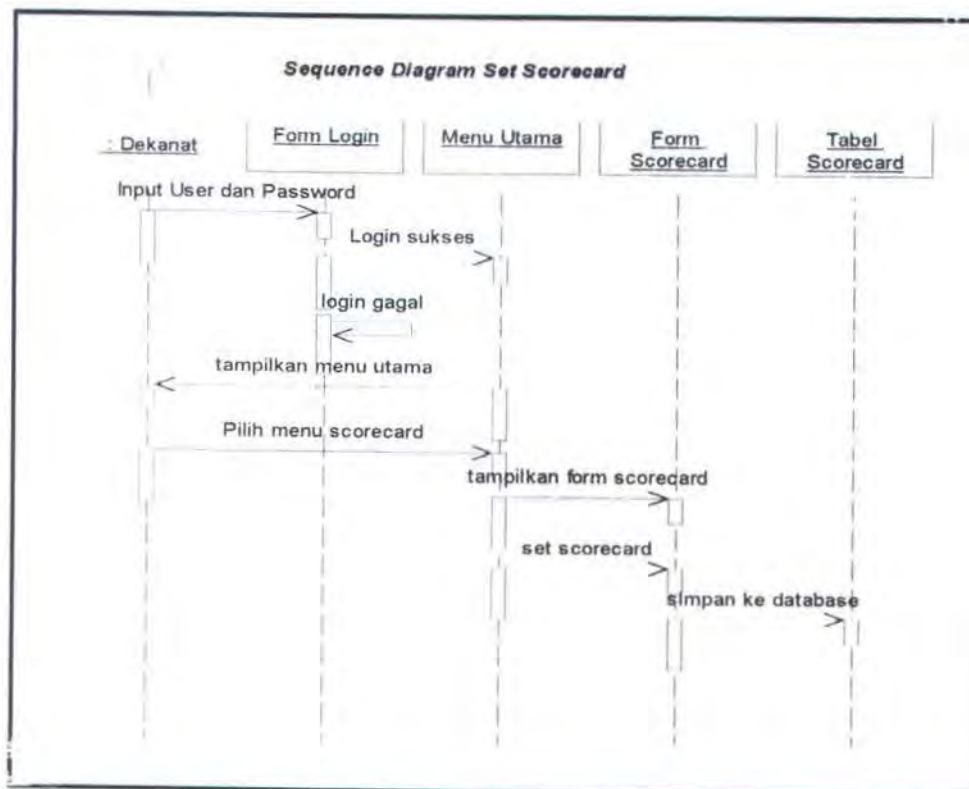 Sequence Diagram Set Scorecard
: Dekanat
Form Login
Menu Utama
Form
Scorecard
Tabel
Scorecard
Input User dan Password
Login sukses
login gagal
tampilkan menu utama
Pilih menu scorecard
tampilkan form scorecard
set scorecard
simpan ke database